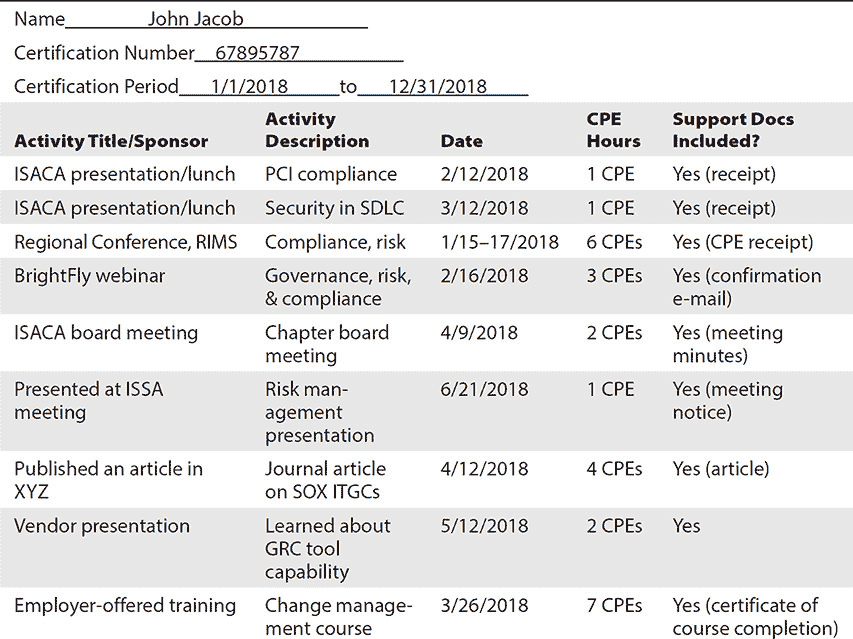 Name John Jacob
Certification Number 67895787
Certification Period 1/1/2018 to 12/31/2018
Activity Title/Sponsor Activity Description Date CPE Hours Support Docs Included?
ISACA presentation/lunch PCI compliance 2/12/2018 1 CPE Yes (receipt)
ISACA presentation/lunch Security in SDLC 3/12/2018 1 CPE Yes (receipt)
Regional Conference, RIMS Compliance, risk 1/15–17/2018 6 CPEs Yes (CPE receipt)
BrightFly webinar Governance, risk, 2/16/2018 3 CPEs Yes (confirmation
& compliance e-mail)
ISACA board meeting Chapter board 4/9/2018 2 CPEs Yes (meeting
meeting minutes)
Presented at ISSA Risk man- 6/21/2018 1 CPE Yes (meeting
meeting agement notice)
presentation
Published an article in Journal article 4/12/2018 4 CPEs Yes (article)
XYZ on SOX ITGCs
Vendor presentation Learned about 5/12/2018 2 CPEs Yes
GRC tool
capability
Employer-offered training Change manage- 3/26/2018 7 CPEs Yes (certificate of
ment course course completion)